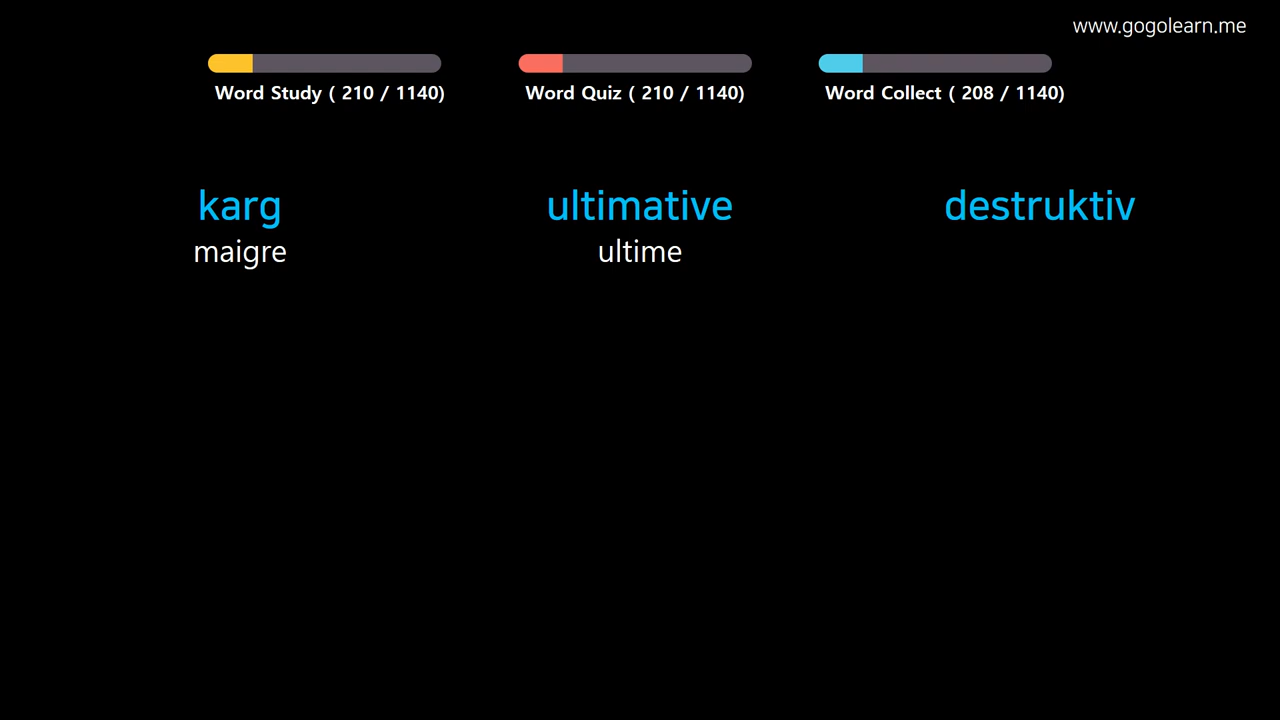 www.gogolearn.me
Word Study ( 210 / 1140)
Word Quiz ( 210 / 1140)
Word Collect ( 208 / 1140)
karg
maigre
ultimative
ultime
destruktiv